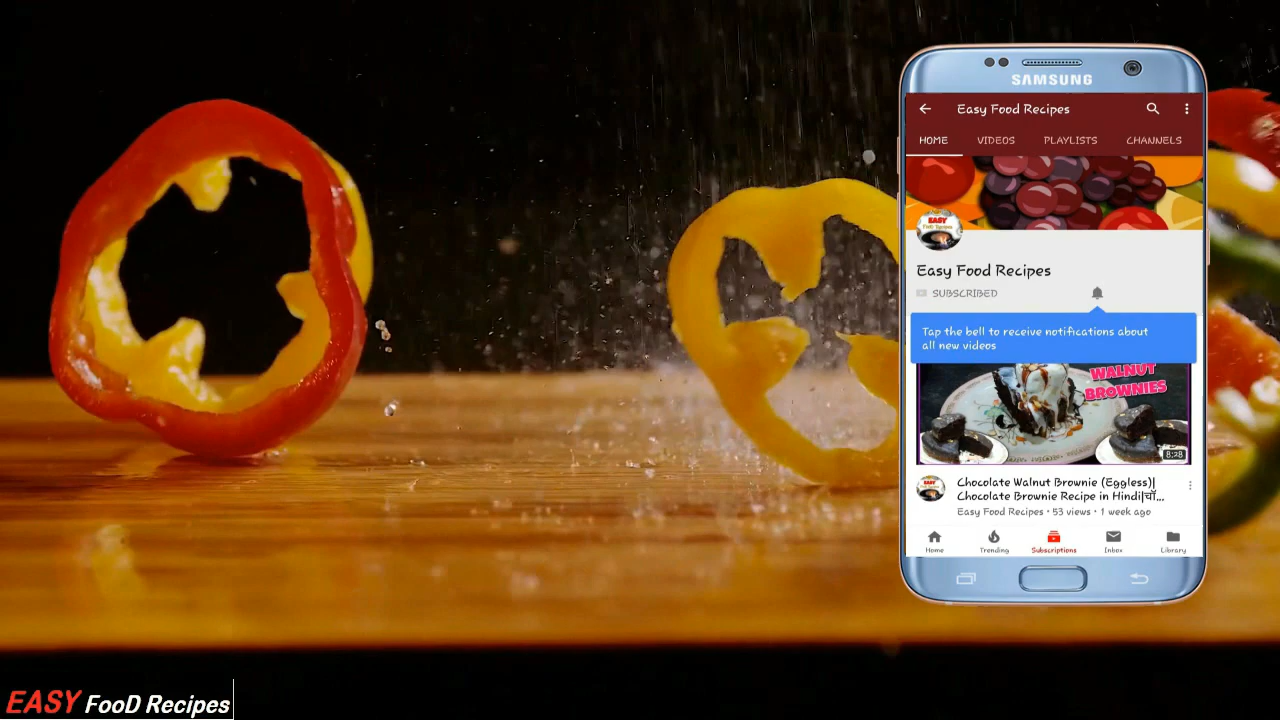 SAMSUNG
Easy Food Recipes
HOME VIDEOS PLAYLISTS CHANNELS
EASY
Easy Food Recipes
SUBSCRIBED
Tap the bell to receive notifications about
all new videos
WALNUT
BROWNIES
8:28
EASY
Chocolate Walnut Brownie (Eggless)|
Chocolate Brownie Recipe in Hindi|चॉ...
Easy Food Recipes • 53 views • 1 week ago
Home Trending Subscriptions Inbox Library
EASY FooD Recipes